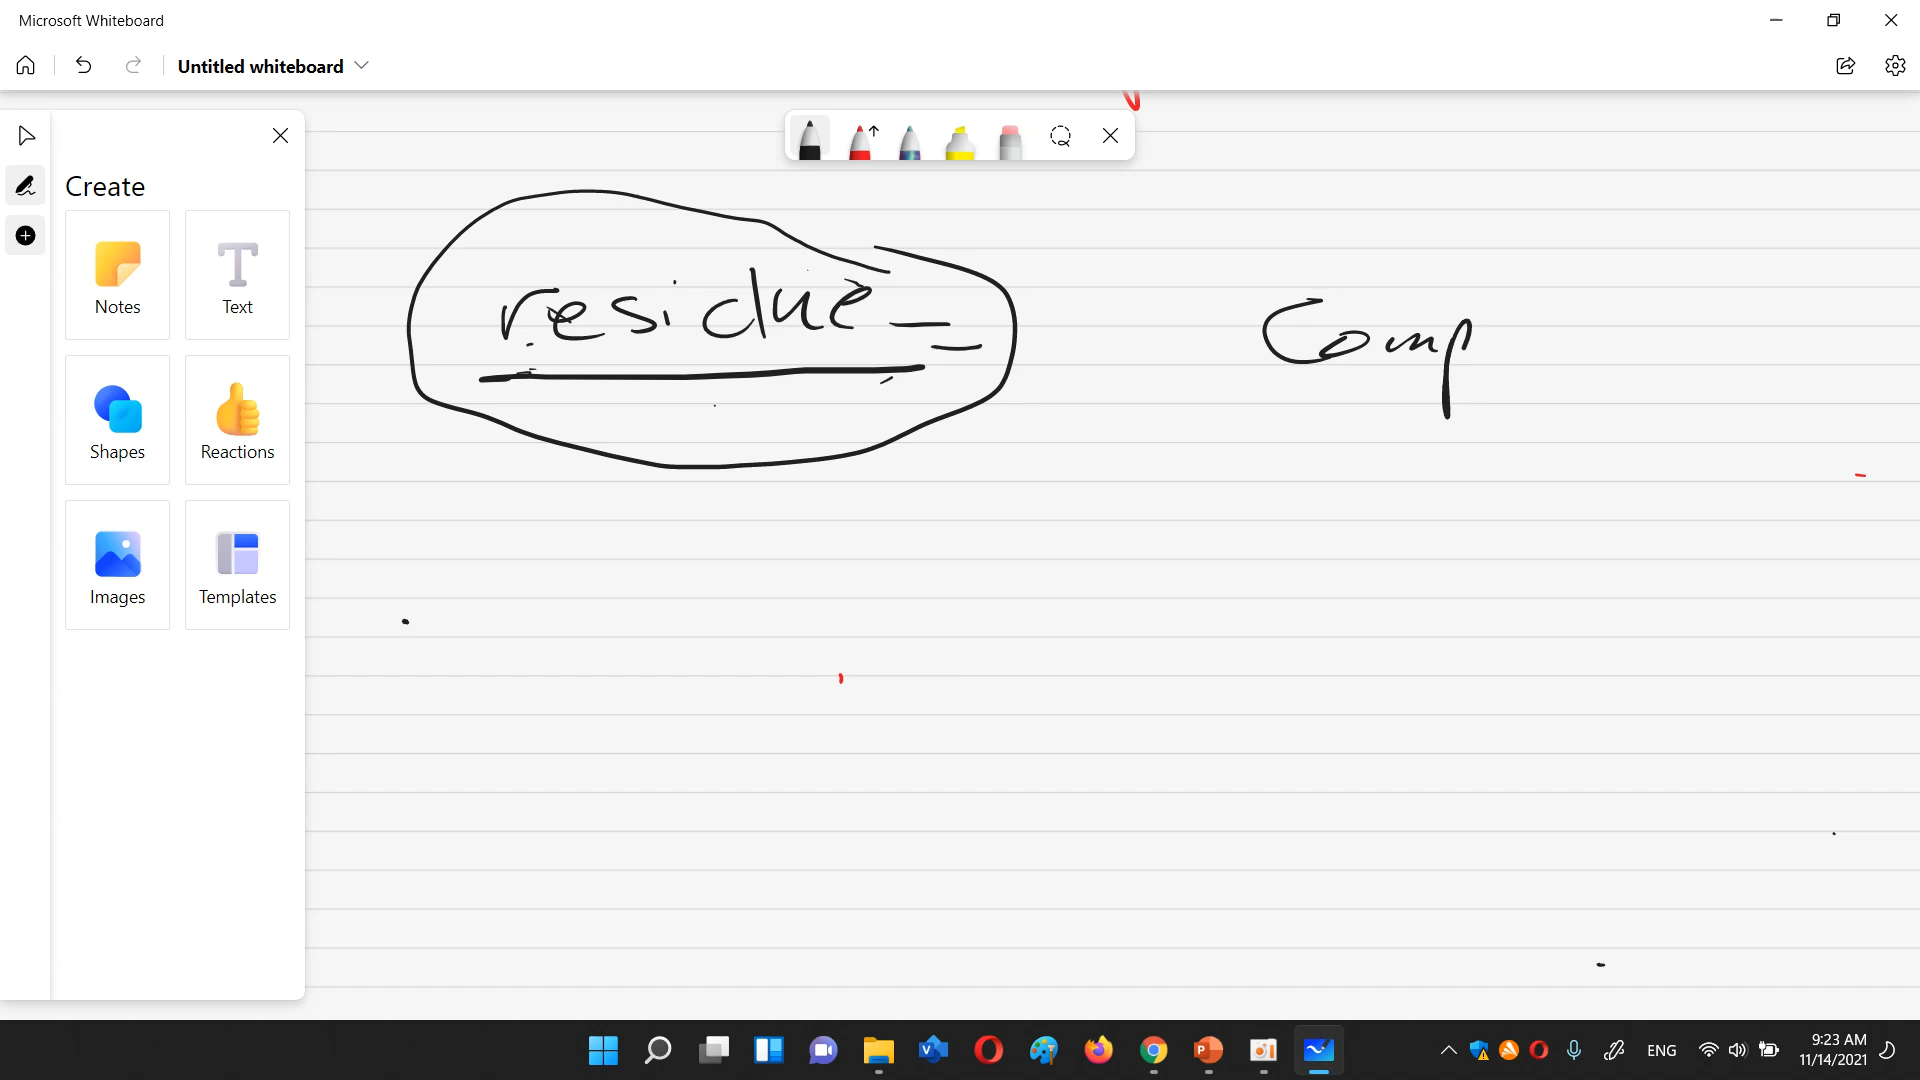 Microsoft Whiteboard
Untitled whiteboard
Create
Notes
Text
Shapes
Reactions
Images
Templates
residue =
Comp
ENG
9:23 AM
11/14/2021